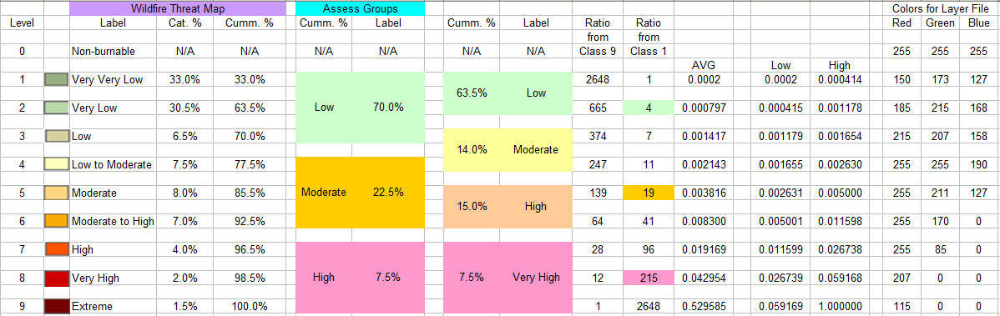 Wildfire Threat Map Assess Groups Colors for Layer File
Level Label Cat. % Cumm. % Cumm. % Label Cumm. % Label Ratio Ratio Red Green Blue
from from
0 Non-burnable N/A N/A N/A N/A N/A N/A Class 9 Class 1 255 255 255
AVG Low High
1 Very Very Low 33.0% 33.0% 2648 1 0.0002 0.0002 0.000414 150 173 127
63.5% Low
2 Very Low 30.5% 63.5% Low 70.0% 665 4 0.000797 0.000415 0.001178 185 215 168
3 Low 6.5% 70.0% 374 7 0.001417 0.001179 0.001654 215 207 158
14.0% Moderate
4 Low to Moderate 7.5% 77.5% 247 11 0.002143 0.001655 0.002630 255 255 190
5 Moderate 8.0% 85.5% Moderate 22.5% 139 19 0.003816 0.002631 0.005000 255 211 127
15.0% High
6 Moderate to High 7.0% 92.5% 64 41 0.008300 0.005001 0.011598 255 170 0
7 High 4.0% 96.5% 28 96 0.019169 0.011599 0.026738 255 85 0
8 Very High 2.0% 98.5% High 7.5% 7.5% Very High 12 215 0.042954 0.026739 0.059168 207 0 0
9 Extreme 1.5% 100.0% 1 2648 0.529585 0.059169 1.000000 115 0 0